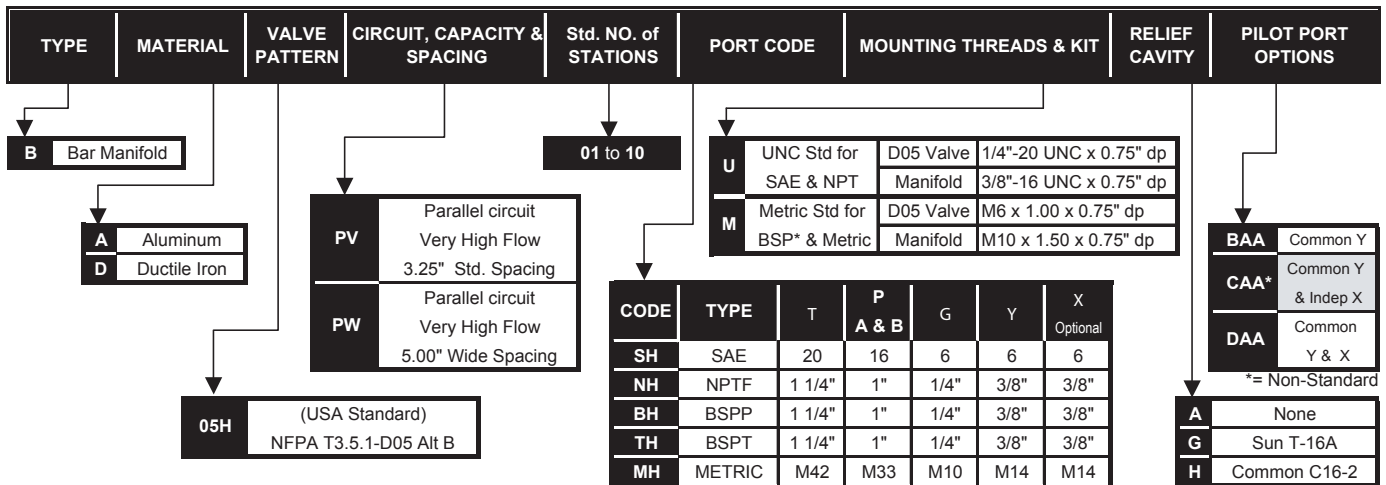 TYPE
MATERIAL
VALVE
PATTERN
CIRCUIT, CAPACITY &
SPACING
Std. NO. of
STATIONS
PORT CODE
MOUNTING THREADS & KIT
RELIEF
CAVITY
PILOT PORT
OPTIONS
B Bar Manifold
A Aluminum
D Ductile Iron
05H
(USA Standard)
NFPA T3.5.1-D05 Alt B
PV
Parallel circuit
Very High Flow
3.25" Std. Spacing
PW
Parallel circuit
Very High Flow
5.00" Wide Spacing
01 to 10
U
UNC Std for D05 Valve 1/4"-20 UNC x 0.75" dp
SAE & NPT Manifold 3/8"-16 UNC x 0.75" dp
M
Metric Std for D05 Valve M6 x 1.00 x 0.75" dp
BSP* & Metric Manifold M10 x 1.50 x 0.75" dp
CODE TYPE T P A & B G Y X Optional
SH SAE 20 16 6 6 6
NH NPTF 1 1/4" 1" 1/4" 3/8" 3/8"
BH BSPP 1 1/4" 1" 1/4" 3/8" 3/8"
TH BSPT 1 1/4" 1" 1/4" 3/8" 3/8"
MH METRIC M42 M33 M10 M14 M14
BAA Common Y
CAA*
Common Y
& Indep X
DAA
Common
Y & X
*= Non-Standard
A None
G Sun T-16A
H Common C16-2